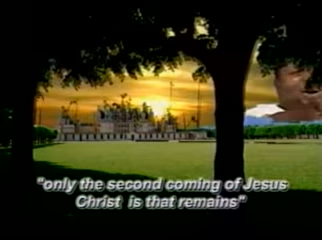 "only the second coming of Jesus
Christ is that remains"